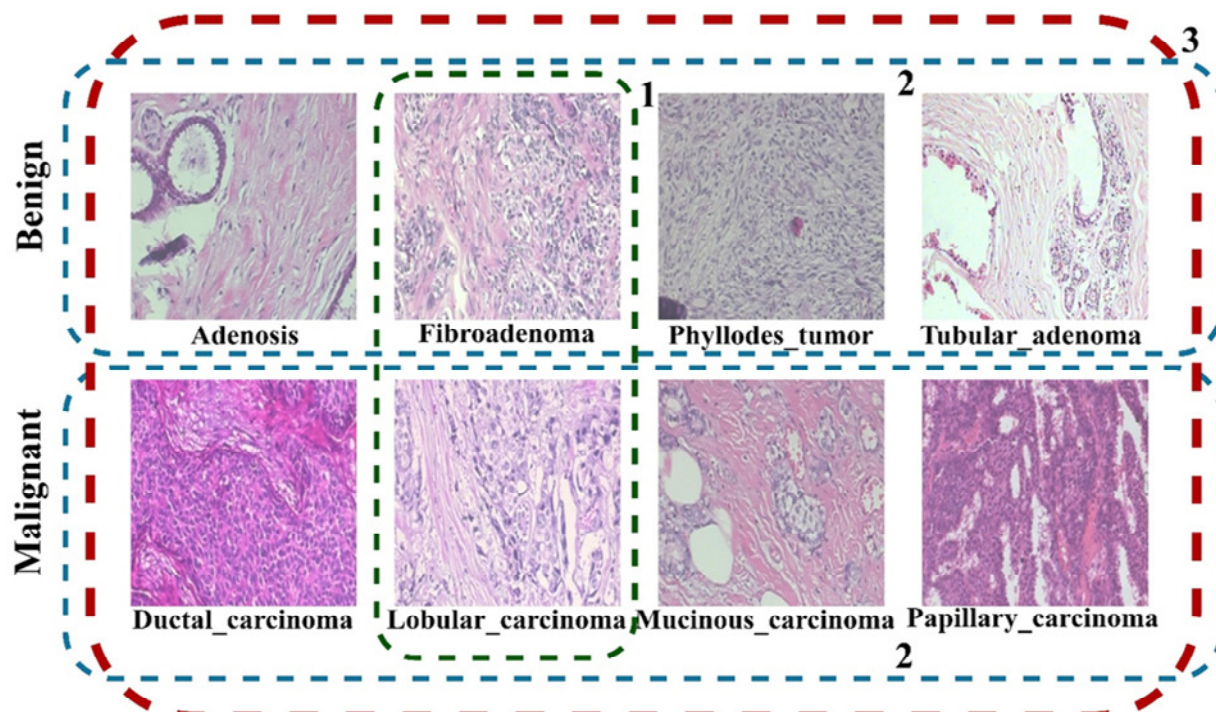 3
1
2
Benign
Adenosis
Fibroadenoma
Phyllodes_tumor
Tubular_adenoma
Malignant
Ductal_carcinoma
Lobular_carcinoma
Mucinous_carcinoma
Papillary_carcinoma
2